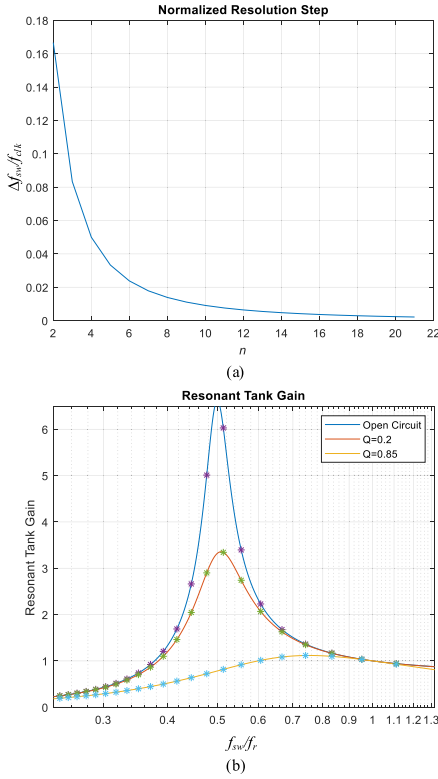 Normalized Resolution Step
0.18
0.16
0.14
0.12
0.1
0.08
0.06
0.04
0.02
0
Δf_sw/f_clk
2 4 6 8 10 12 14 16 18 20 22
n
(a)
Resonant Tank Gain
Open Circuit
Q=0.2
Q=0.85
6
5
4
3
2
1
0
Resonant Tank Gain
0.3 0.4 0.5 0.6 0.7 0.8 0.9 1 1.1 1.2 1.3
f_sw/f_r
(b)